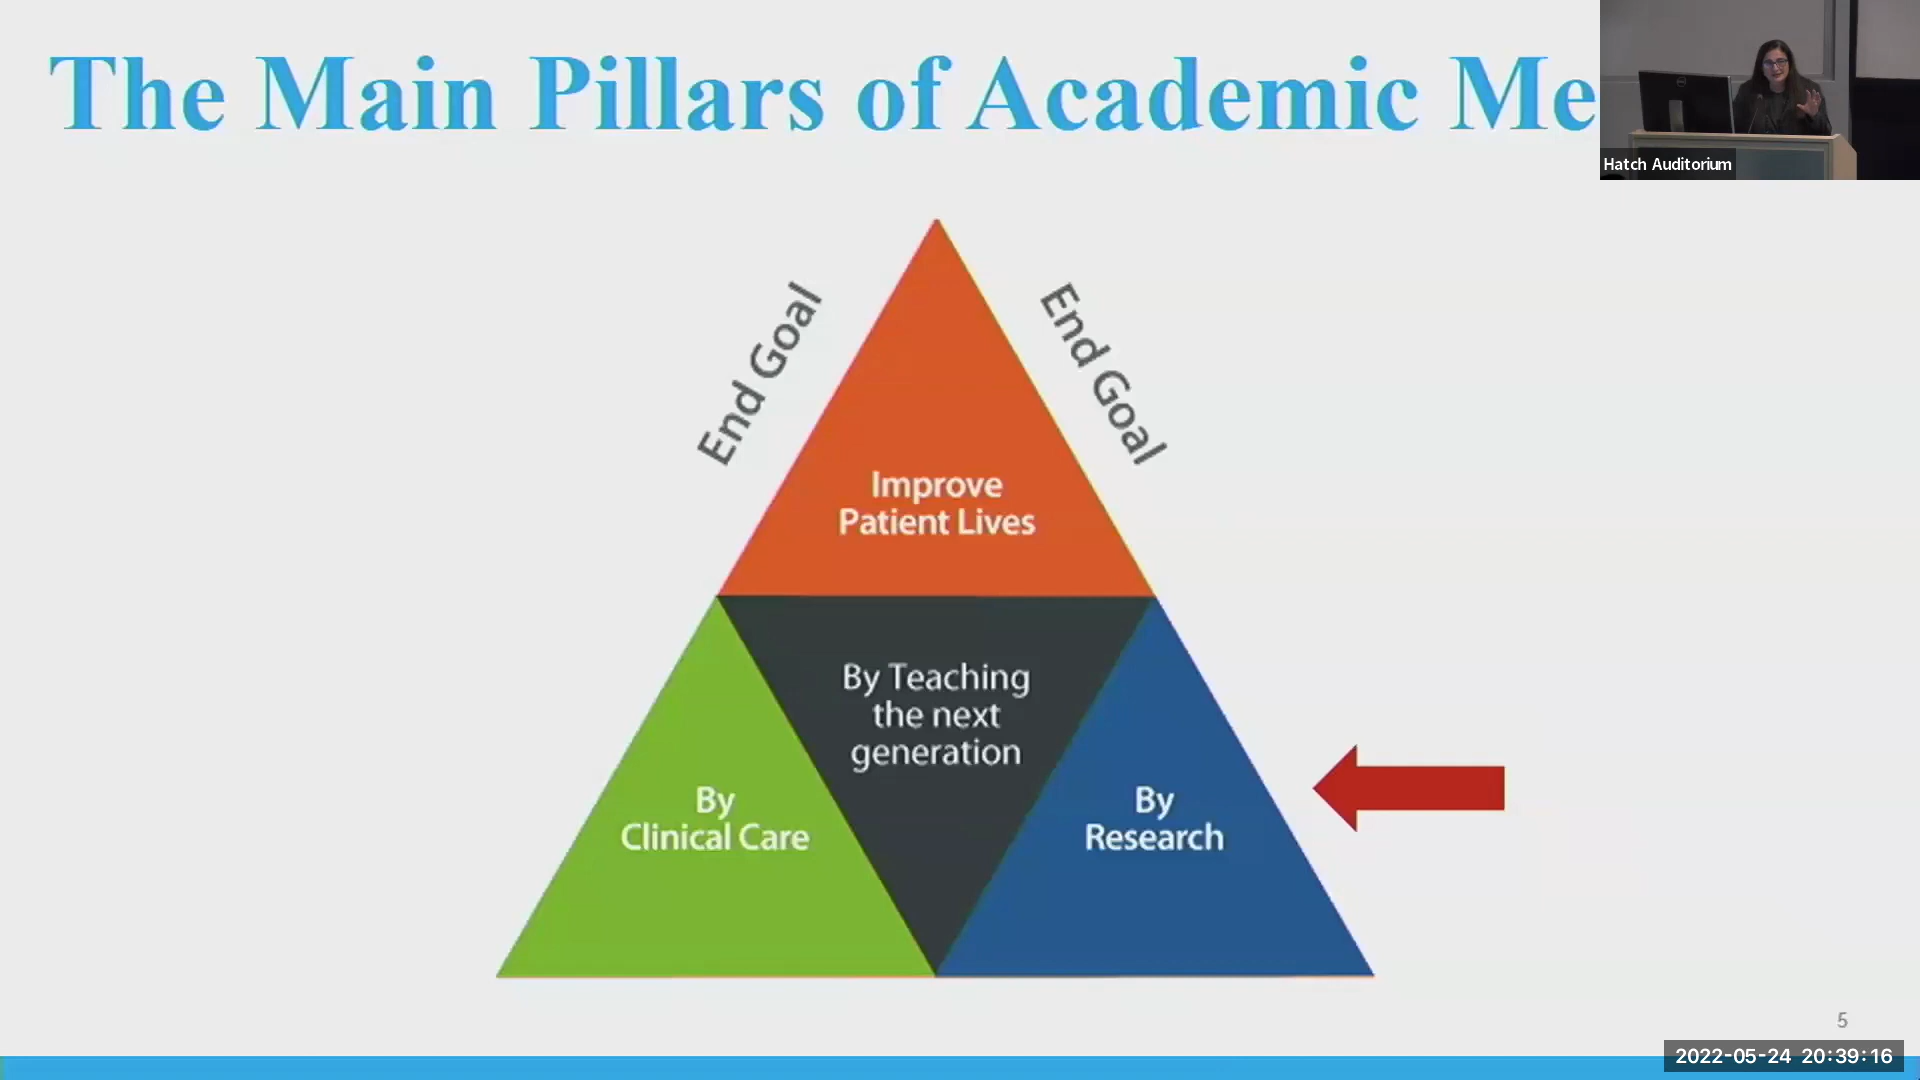 The Main Pillars of Academic Me
Hatch Auditorium
End Goal
End Goal
Improve
Patient Lives
By Teaching
the next
generation
By
Clinical Care
By
Research
5
2022-05-24 20:39:16